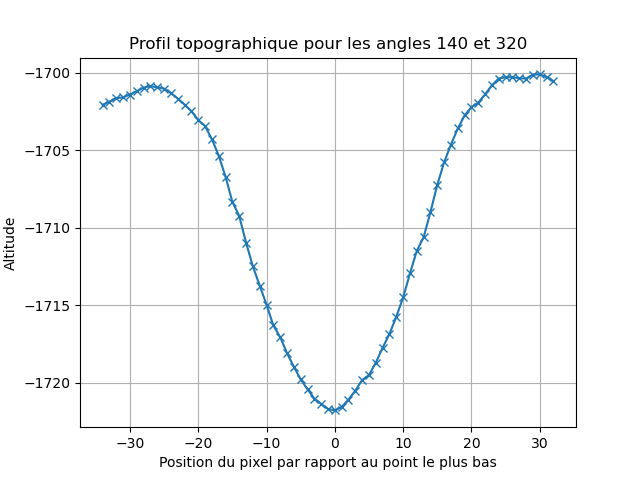 Profil topographique pour les angles 140 et 320
Altitude
−1700
−1705
−1710
−1715
−1720
−30 −20 −10 0 10 20 30
Position du pixel par rapport au point le plus bas